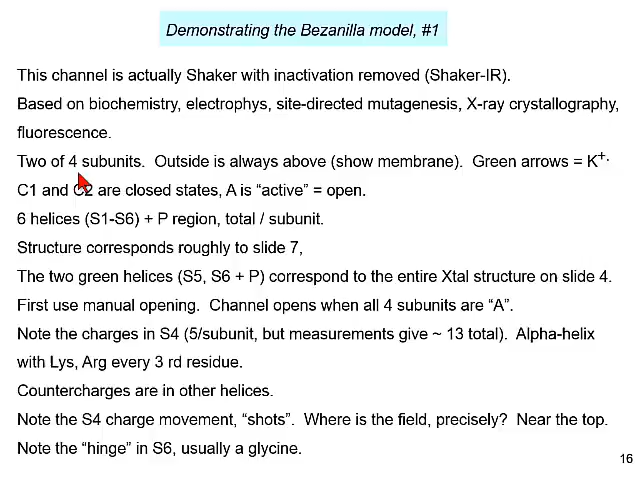 Demonstrating the Bezanilla model, #1
This channel is actually Shaker with inactivation removed (Shaker-IR).
Based on biochemistry, electrophys, site-directed mutagenesis, X-ray crystallography,
fluorescence.
Two of 4 subunits.  Outside is always above (show membrane).  Green arrows = K+.
C1 and C2 are closed states, A is “active” = open.
6 helices (S1-S6) + P region, total / subunit.
Structure corresponds roughly to slide 7,
The two green helices (S5, S6 + P) correspond to the entire Xtal structure on slide 4.
First use manual opening.  Channel opens when all 4 subunits are “A”.
Note the charges in S4 (5/subunit, but measurements give ~ 13 total).  Alpha-helix
with Lys, Arg every 3 rd residue.
Countercharges are in other helices.
Note the S4 charge movement, “shots”.  Where is the field, precisely?  Near the top.
Note the “hinge” in S6, usually a glycine.
16